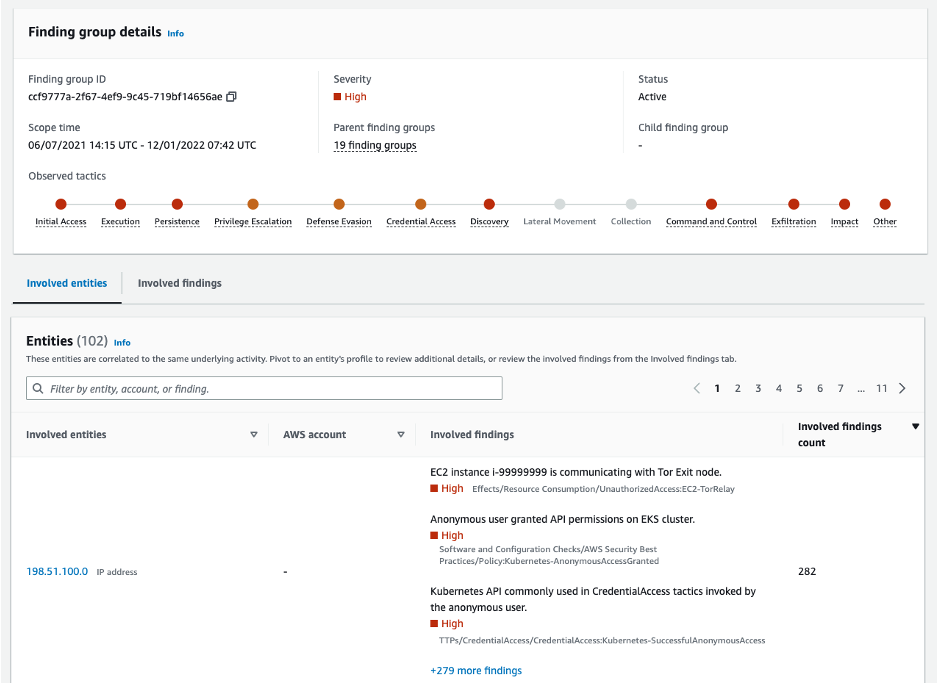 Finding group details Info
Finding group ID
ccf9777a-2f67-4ef9-9c45-719bf14656ae
Severity
High
Status
Active
Scope time
06/07/2021 14:15 UTC - 12/01/2022 07:42 UTC
Parent finding groups
19 finding groups
Child finding group
-
Observed tactics
Initial Access Execution Persistence Privilege Escalation Defense Evasion Credential Access Discovery Lateral Movement Collection Command and Control Exfiltration Impact Other
Involved entities Involved findings
Entities (102) Info
These entities are correlated to the same underlying activity. Pivot to an entity's profile to review additional details, or review the involved findings from the Involved findings tab.
Filter by entity, account, or finding.
1 2 3 4 5 6 7 ... 11
Involved entities AWS account Involved findings
Involved findings
count
EC2 instance i-99999999 is communicating with Tor Exit node.
High Effects/Resource Consumption/UnauthorizedAccess:EC2-TorRelay
Anonymous user granted API permissions on EKS cluster.
High
Software and Configuration Checks/AWS Security Best
Practices/Policy:Kubernetes-AnonymousAccessGranted
198.51.100.0 IP address - 282
Kubernetes API commonly used in CredentialAccess tactics invoked by
the anonymous user.
High
TTPs/CredentialAccess/CredentialAccess:Kubernetes-SuccessfulAnonymousAccess
+279 more findings